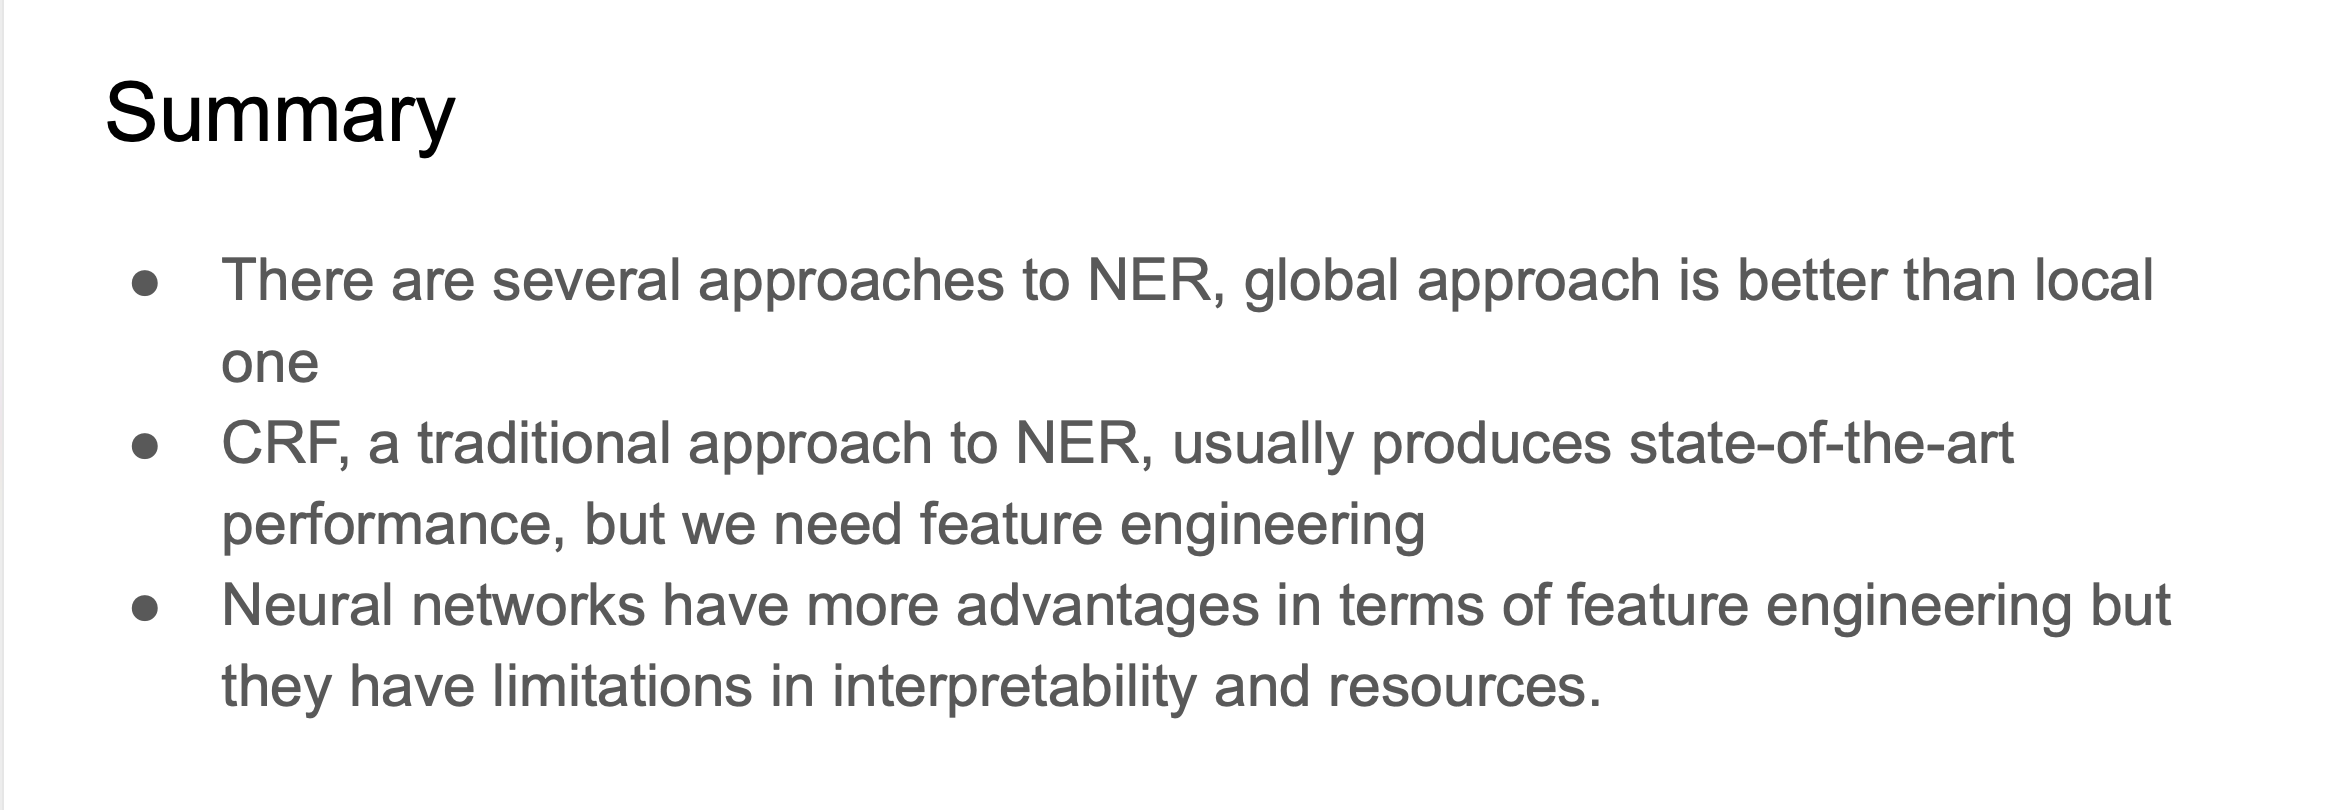 Summary
● There are several approaches to NER, global approach is better than local
one
● CRF, a traditional approach to NER, usually produces state-of-the-art
performance, but we need feature engineering
● Neural networks have more advantages in terms of feature engineering but
they have limitations in interpretability and resources.